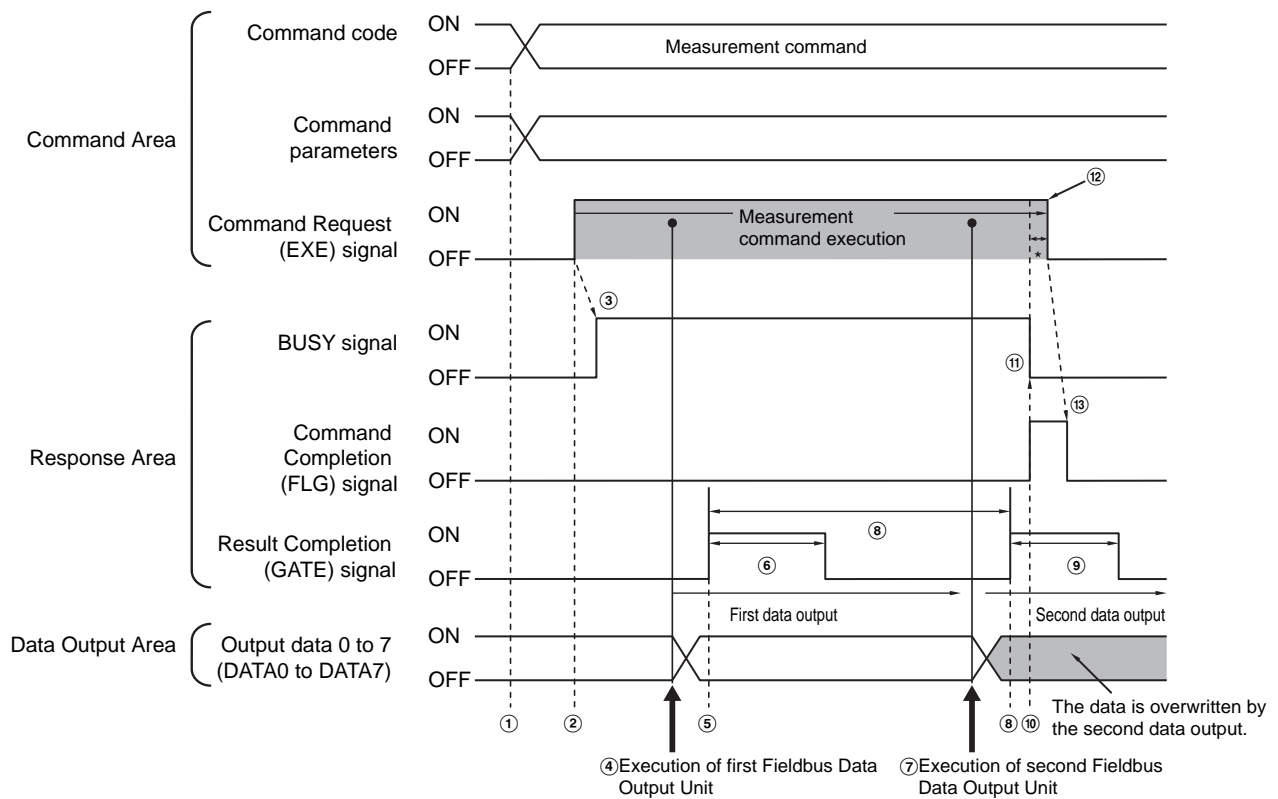 Command Area
Command code
ON
OFF
Measurement command
Command
parameters
ON
OFF
Command Request
(EXE) signal
ON
OFF
Measurement
command execution
*
⑫
Response Area
BUSY signal
ON
OFF
③
⑪
Command
Completion
(FLG) signal
ON
OFF
⑬
Result Completion
(GATE) signal
ON
OFF
⑧
⑥
⑨
First data output
Second data output
Data Output Area
Output data 0 to 7
(DATA0 to DATA7)
ON
OFF
The data is overwritten by
the second data output.
①
②
⑤
⑧
⑩
④Execution of first Fieldbus Data
Output Unit
⑦Execution of second Fieldbus
Data Output Unit